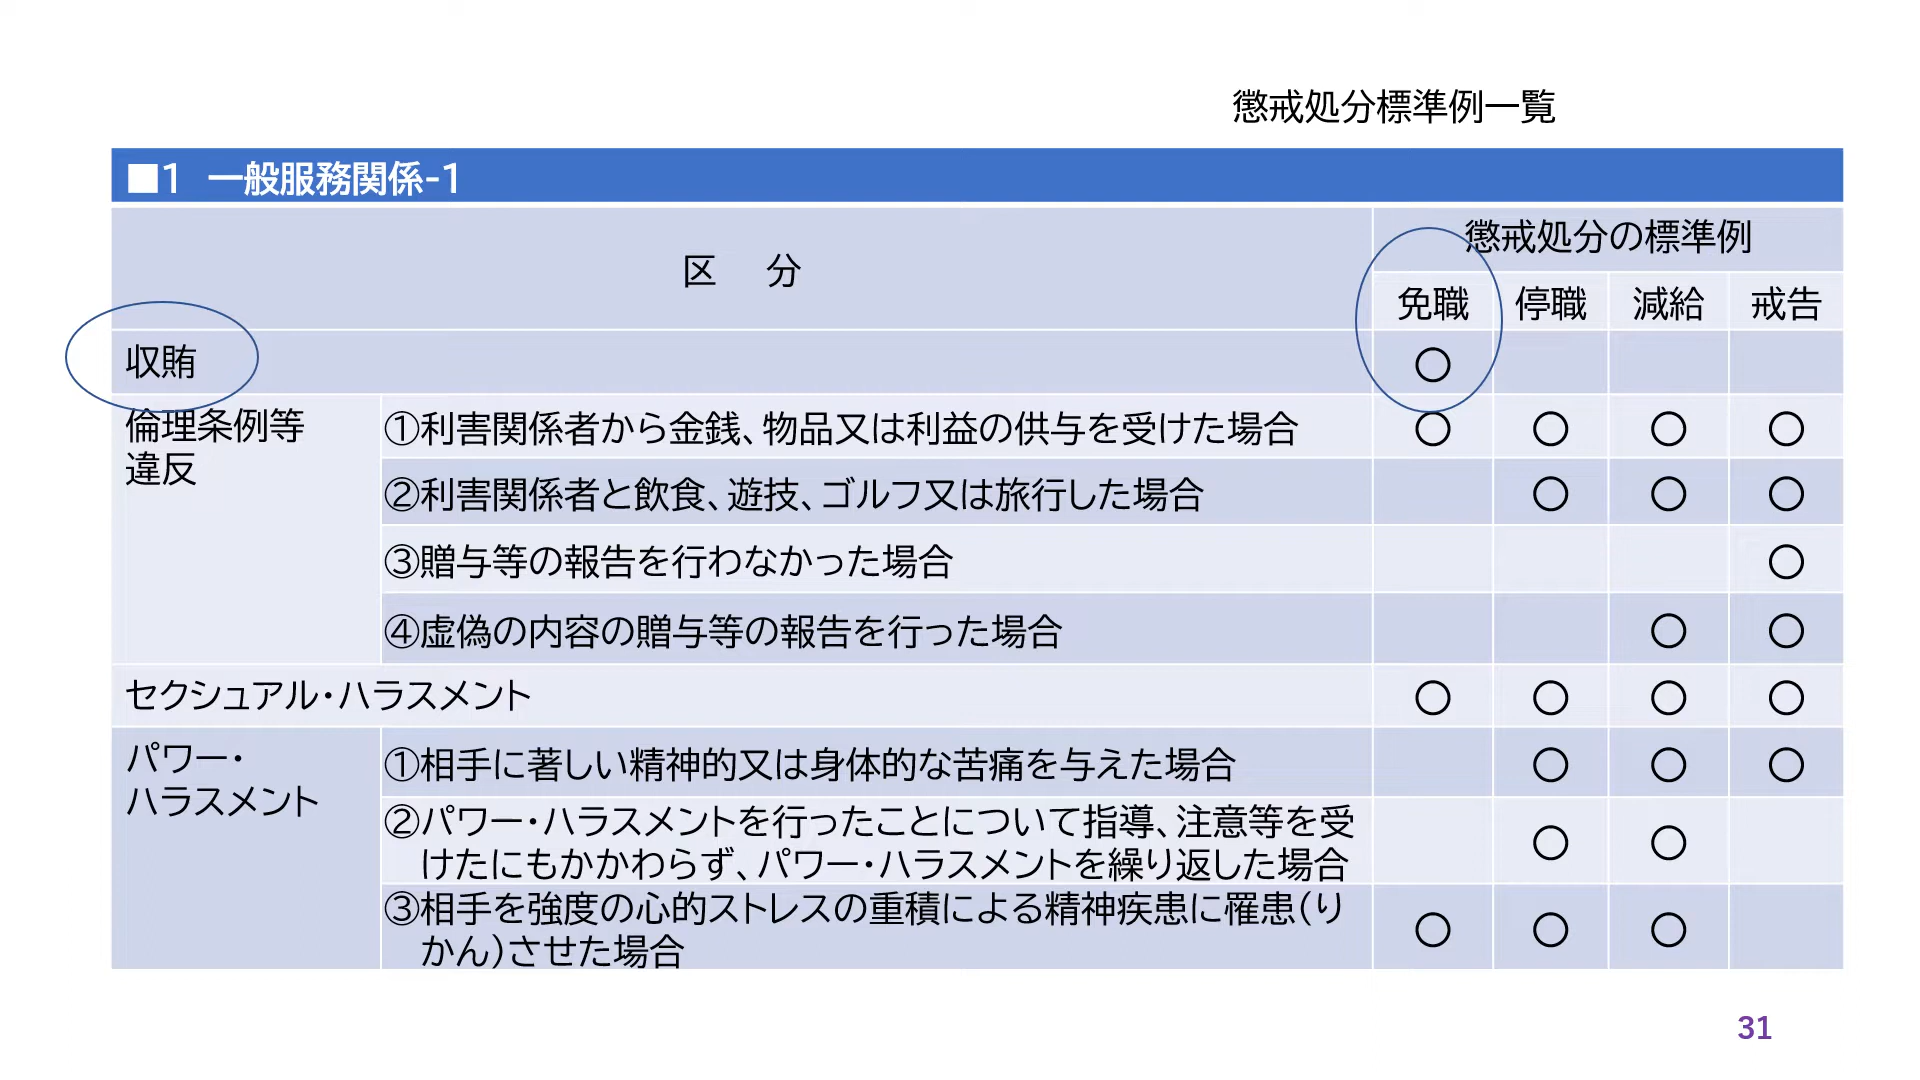 懲戒処分標準例一覧
■1 一般服務関係-1
区 分
懲戒処分の標準例
免職 停職 減給 戒告
収賄 ○
倫理条例等
違反
①利害関係者から金銭、物品又は利益の供与を受けた場合 ○ ○ ○ ○
②利害関係者と飲食、遊技、ゴルフ又は旅行した場合 ○ ○ ○
③贈与等の報告を行わなかった場合 ○
④虚偽の内容の贈与等の報告を行った場合 ○ ○
セクシュアル・ハラスメント ○ ○ ○ ○
パワー・
ハラスメント
①相手に著しい精神的又は身体的な苦痛を与えた場合 ○ ○ ○
②パワー・ハラスメントを行ったことについて指導、注意等を受
けたにもかかわらず、パワー・ハラスメントを繰り返した場合 ○ ○
③相手を強度の心的ストレスの重積による精神疾患に罹患(り
かん)させた場合 ○ ○ ○
31